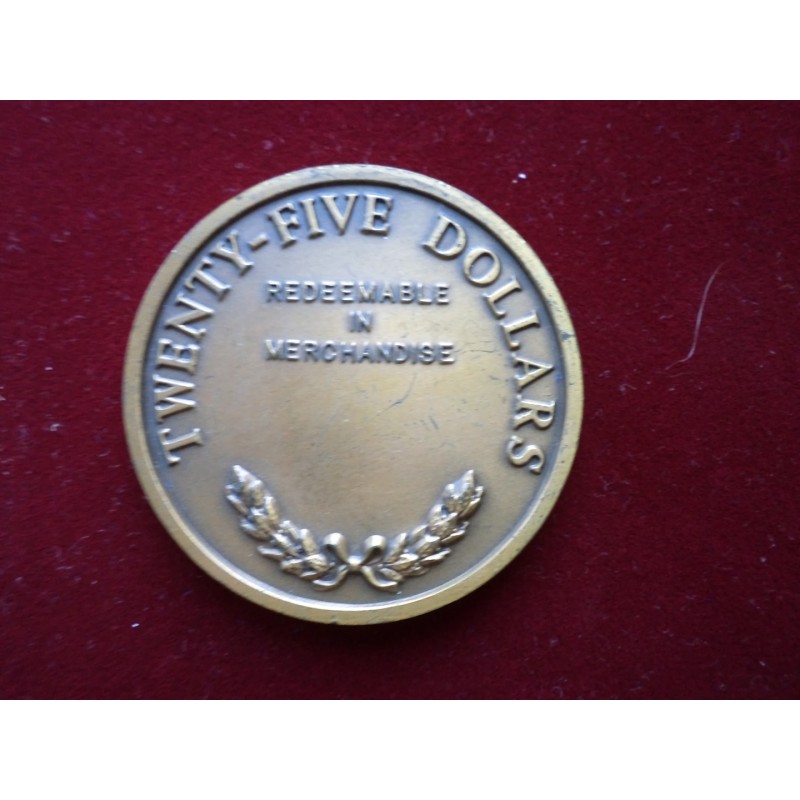 TWENTY-FIVE DOLLARS
REDEEMABLE
IN
MERCHANDISE